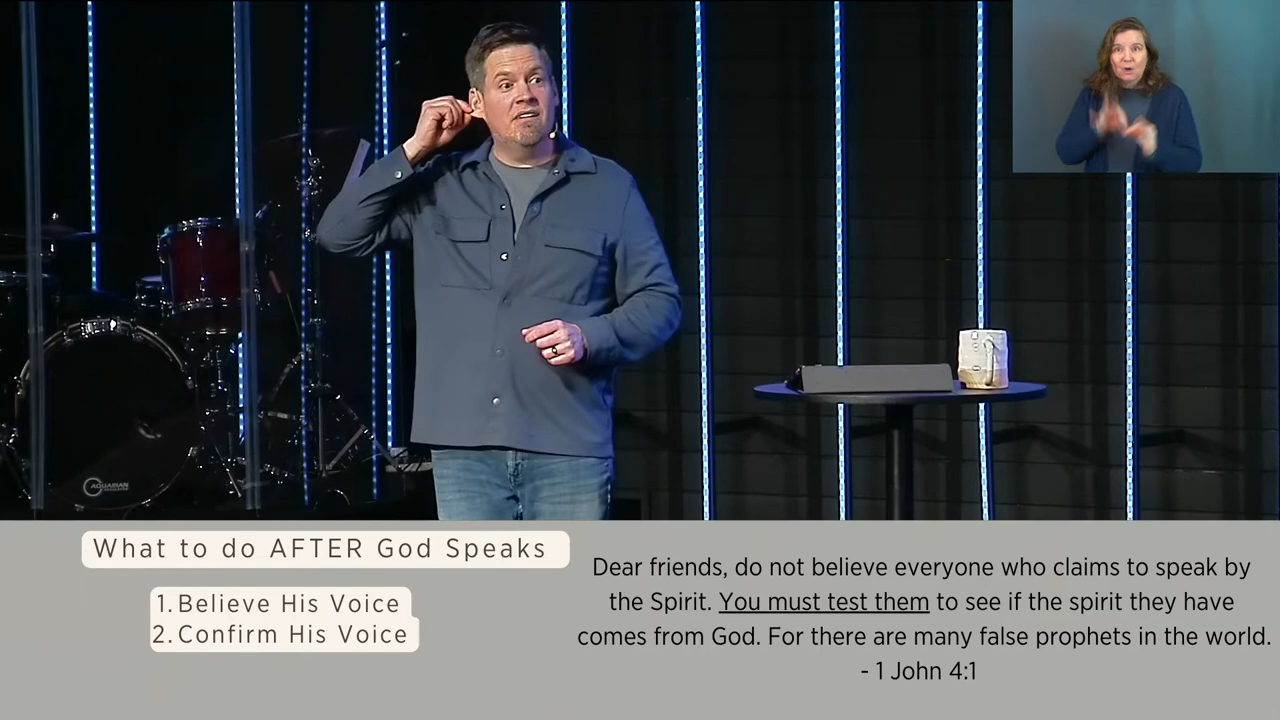 AQUARIAN
What to do AFTER God Speaks
1. Believe His Voice
2. Confirm His Voice
Dear friends, do not believe everyone who claims to speak by
the Spirit. You must test them to see if the spirit they have
comes from God. For there are many false prophets in the world.
- 1 John 4:1